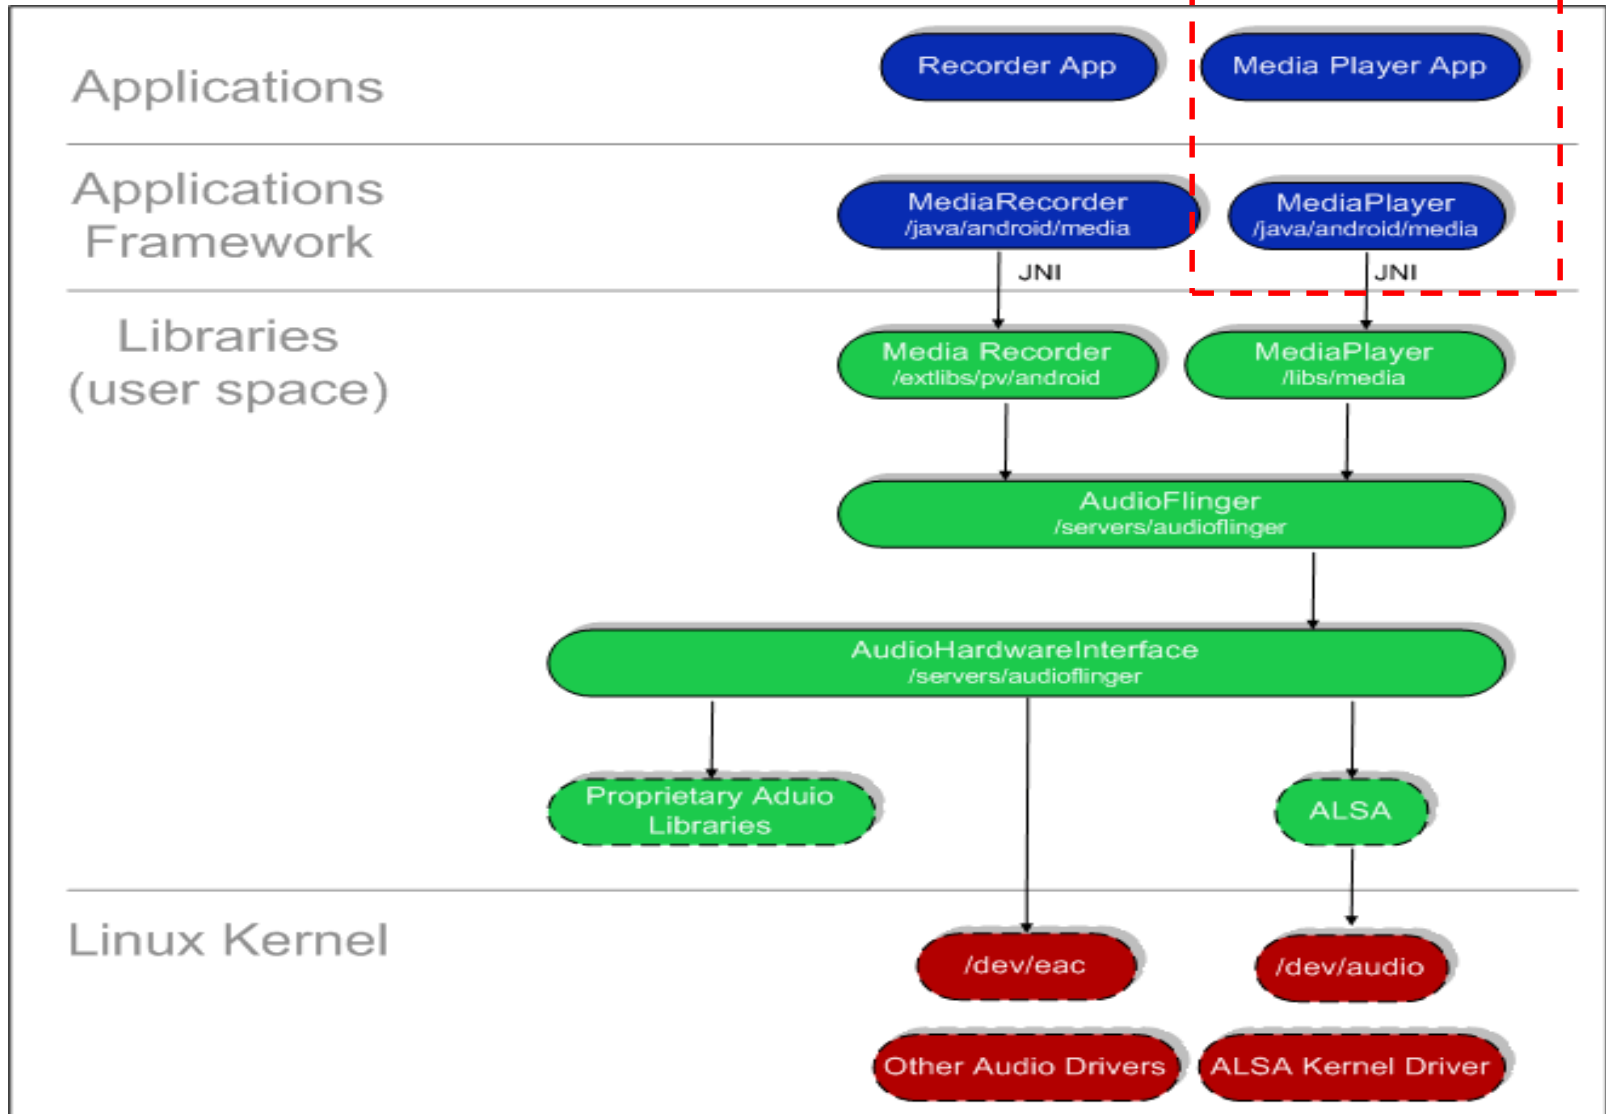 Applications
Recorder App
Media Player App
Applications
Framework
MediaRecorder
/java/android/media
MediaPlayer
/java/android/media
JNI
JNI
Libraries
(user space)
Media Recorder
/extlibs/pv/android
MediaPlayer
/libs/media
AudioFlinger
/servers/audioflinger
AudioHardwareInterface
/servers/audioflinger
Proprietary Aduio
Libraries
ALSA
Linux Kernel
/dev/eac
/dev/audio
Other Audio Drivers
ALSA Kernel Driver